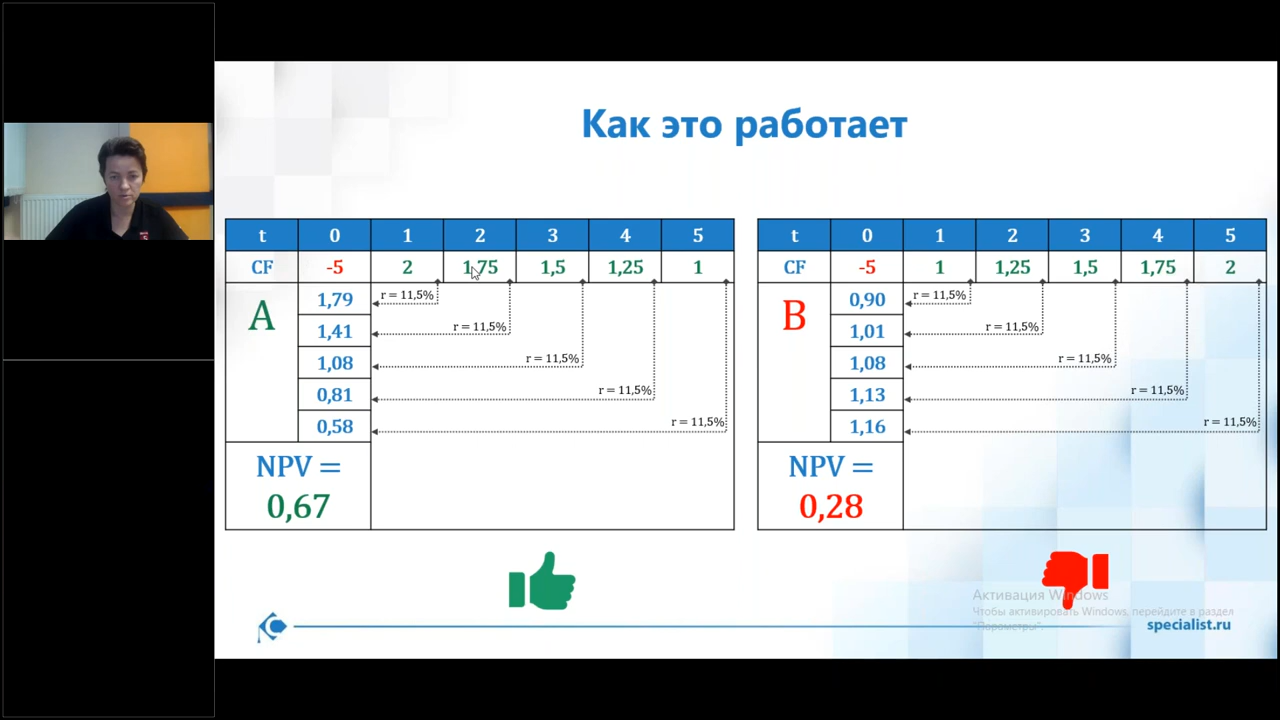 Как это работает
t 0 1 2 3 4 5
CF -5 2 1,75 1,5 1,25 1
A
1,79 r = 11,5%
1,41 r = 11,5%
1,08 r = 11,5%
0,81 r = 11,5%
0,58 r = 11,5%
NPV =
0,67
t 0 1 2 3 4 5
CF -5 1 1,25 1,5 1,75 2
B
0,90 r = 11,5%
1,01 r = 11,5%
1,08 r = 11,5%
1,13 r = 11,5%
1,16 r = 11,5%
NPV =
0,28
Активация Windows
Чтобы активировать Windows, перейдите в раздел
"Параметры".
specialist.ru